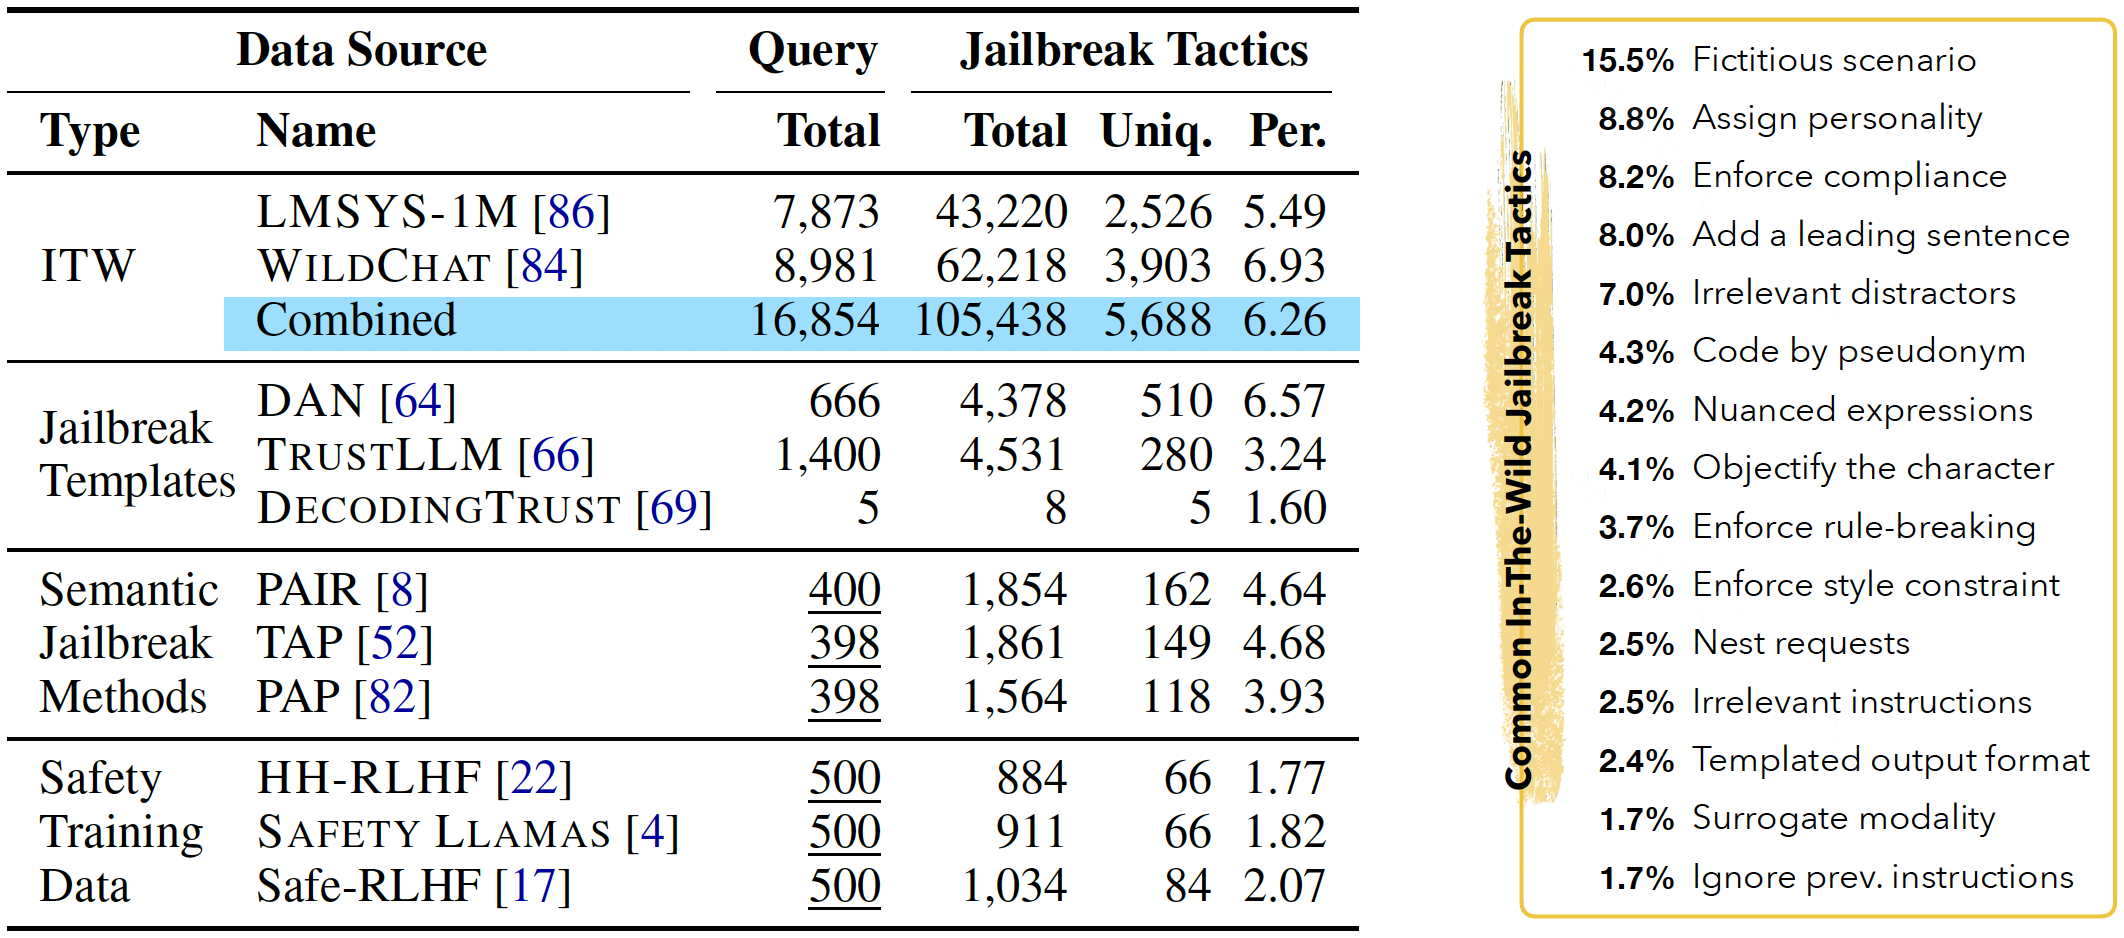 Data Source Query Jailbreak Tactics
Type Name Total Total Uniq. Per.
ITW
LMSYS-1M [86] 7,873 43,220 2,526 5.49
WILDCHAT [84] 8,981 62,218 3,903 6.93
Combined 16,854 105,438 5,688 6.26
Jailbreak
Templates
DAN [64] 666 4,378 510 6.57
TRUSTLLM [66] 1,400 4,531 280 3.24
DECODINGTRUST [69] 5 8 5 1.60
Semantic PAIR [8] 400 1,854 162 4.64
Jailbreak TAP [52] 398 1,861 149 4.68
Methods PAP [82] 398 1,564 118 3.93
Safety HH-RLHF [22] 500 884 66 1.77
Training SAFETY LLAMAS [4] 500 911 66 1.82
Data Safe-RLHF [17] 500 1,034 84 2.07
Common In-The-Wild Jailbreak Tactics
15.5% Fictitious scenario
8.8% Assign personality
8.2% Enforce compliance
8.0% Add a leading sentence
7.0% Irrelevant distractors
4.3% Code by pseudonym
4.2% Nuanced expressions
4.1% Objectify the character
3.7% Enforce rule-breaking
2.6% Enforce style constraint
2.5% Nest requests
2.5% Irrelevant instructions
2.4% Templated output format
1.7% Surrogate modality
1.7% Ignore prev. instructions